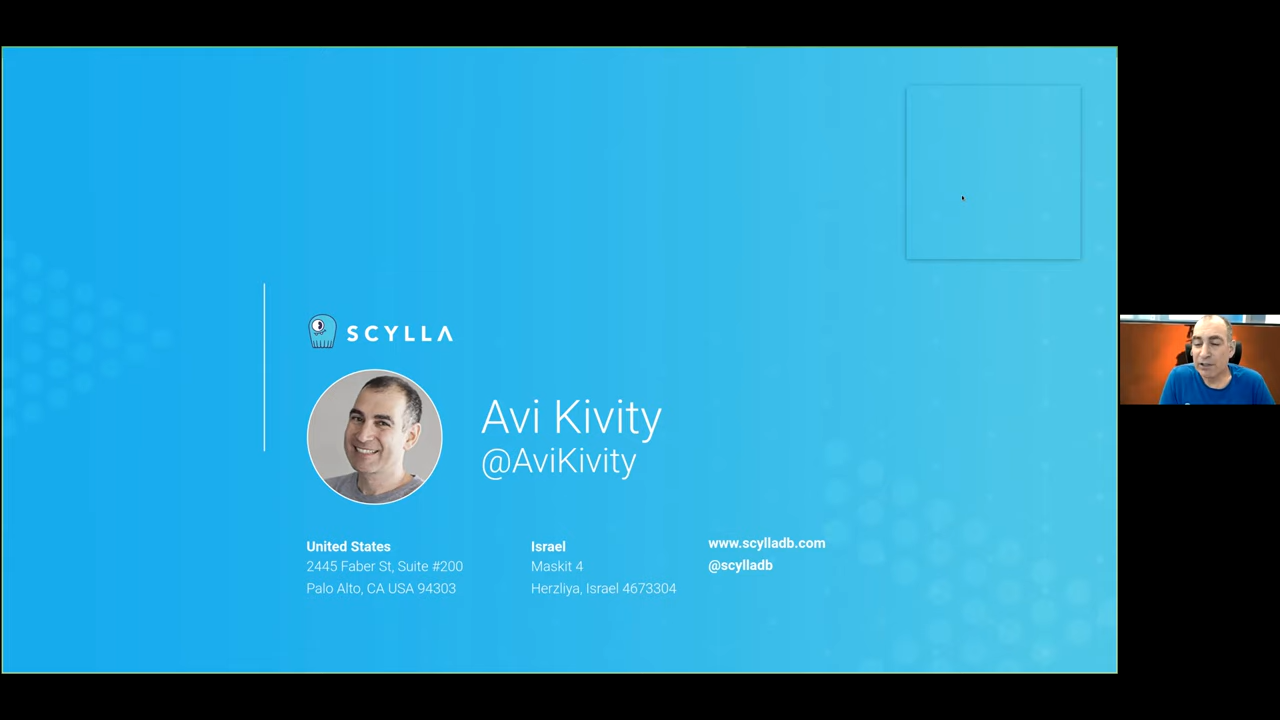 SCYLLA
Avi Kivity
@AviKivity
United States
2445 Faber St, Suite #200
Palo Alto, CA USA 94303
Israel
Maskit 4
Herzliya, Israel 4673304
www.scylladb.com
@scylladb